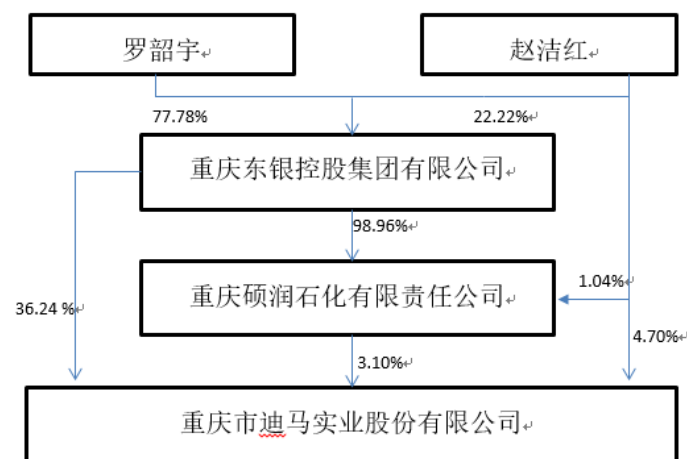 罗韶宇
赵洁红
77.78%
22.22%
重庆东银控股集团有限公司
98.96%
重庆硕润石化有限责任公司
1.04%
36.24 %
4.70%
3.10%
重庆市迪马实业股份有限公司